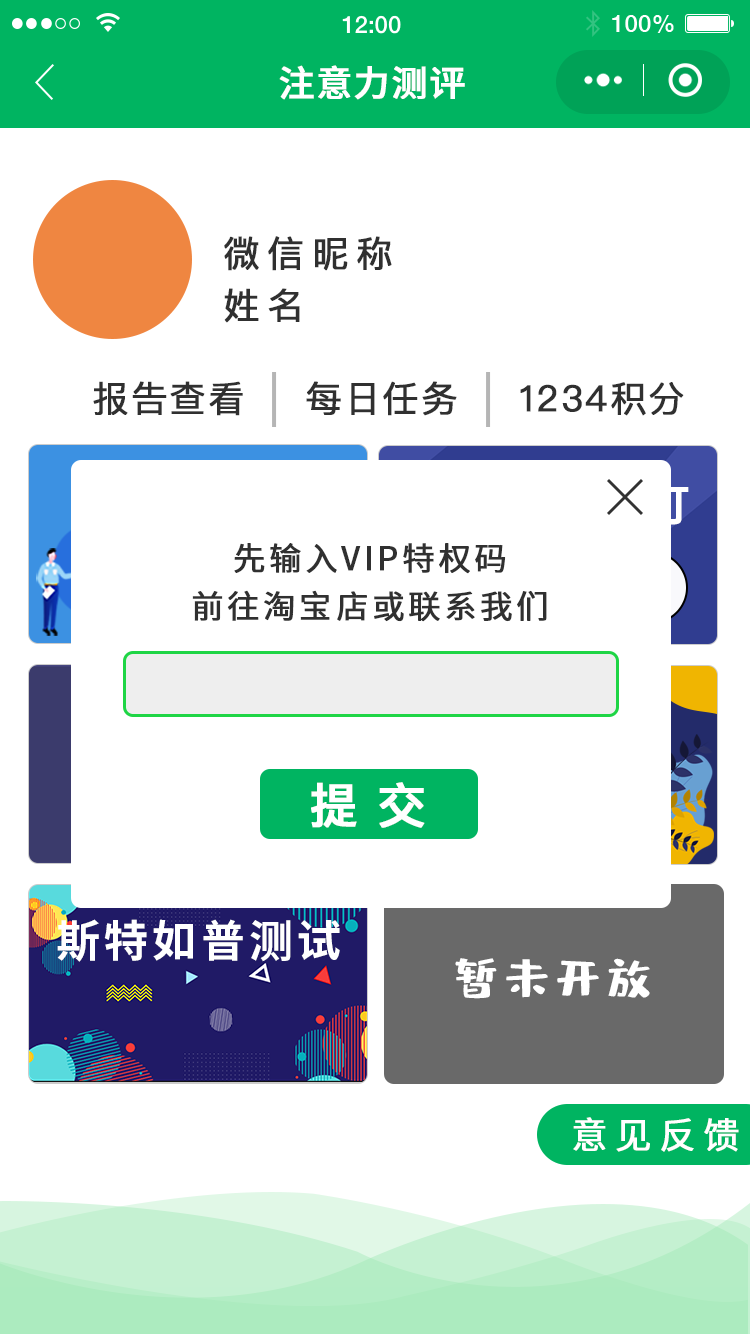 12:00
100%
注意力测评
微信昵称
姓名
报告查看
每日任务
1234积分
先输入VIP特权码
前往淘宝店或联系我们
提交
斯特如普测试
暂未开放
意见反馈